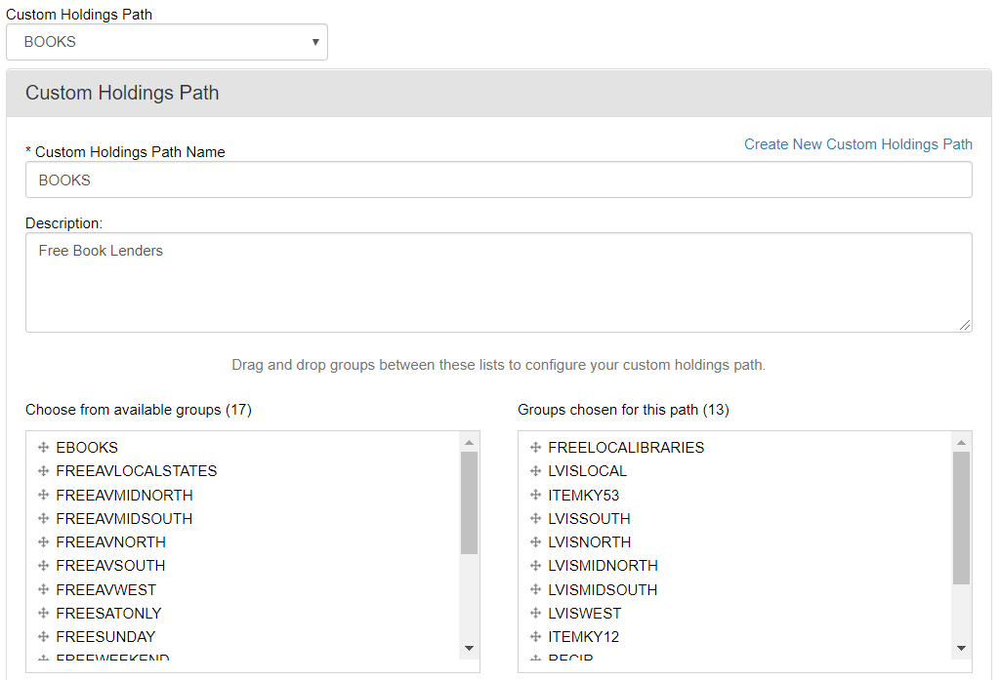 Custom Holdings Path
BOOKS
Custom Holdings Path
Create New Custom Holdings Path
* Custom Holdings Path Name
BOOKS
Description:
Free Book Lenders
Drag and drop groups between these lists to configure your custom holdings path.
Choose from available groups (17)
EBOOKS
FREEAVLOCALSTATES
FREEAVMIDNORTH
FREEAVMIDSOUTH
FREEAVNORTH
FREEAVSOUTH
FREEAVWEST
FREESATONLY
FREESUNDAY
FREEWEEKEND
Groups chosen for this path (13)
FREELOCALIBRARIES
LVISLOCAL
ITEMKY53
LVISSOUTH
LVISNORTH
LVISMIDNORTH
LVISMIDSOUTH
LVISWEST
ITEMKY12
RECIP